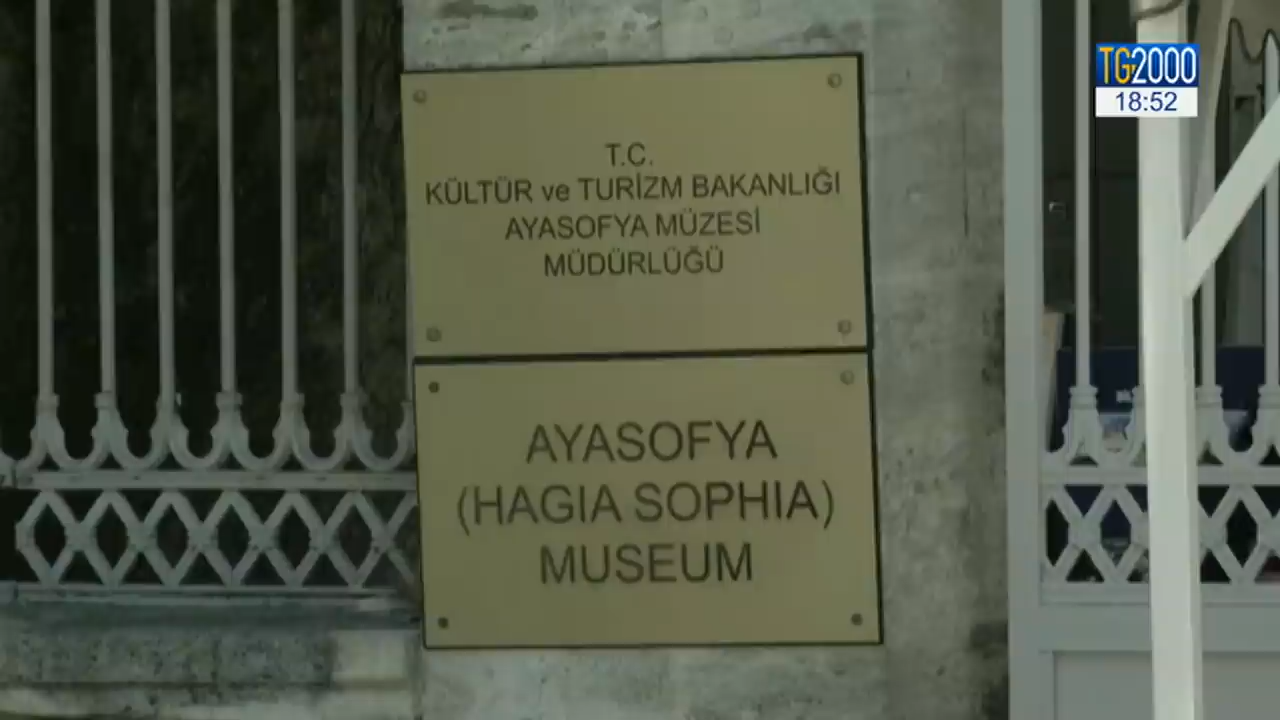 TG2000
18:52
T.C.
KÜLTÜR ve TURİZM BAKANLIĞI
AYASOFYA MÜZESİ
MÜDÜRLÜĞÜ
AYASOFYA
(HAGIA SOPHIA)
MUSEUM